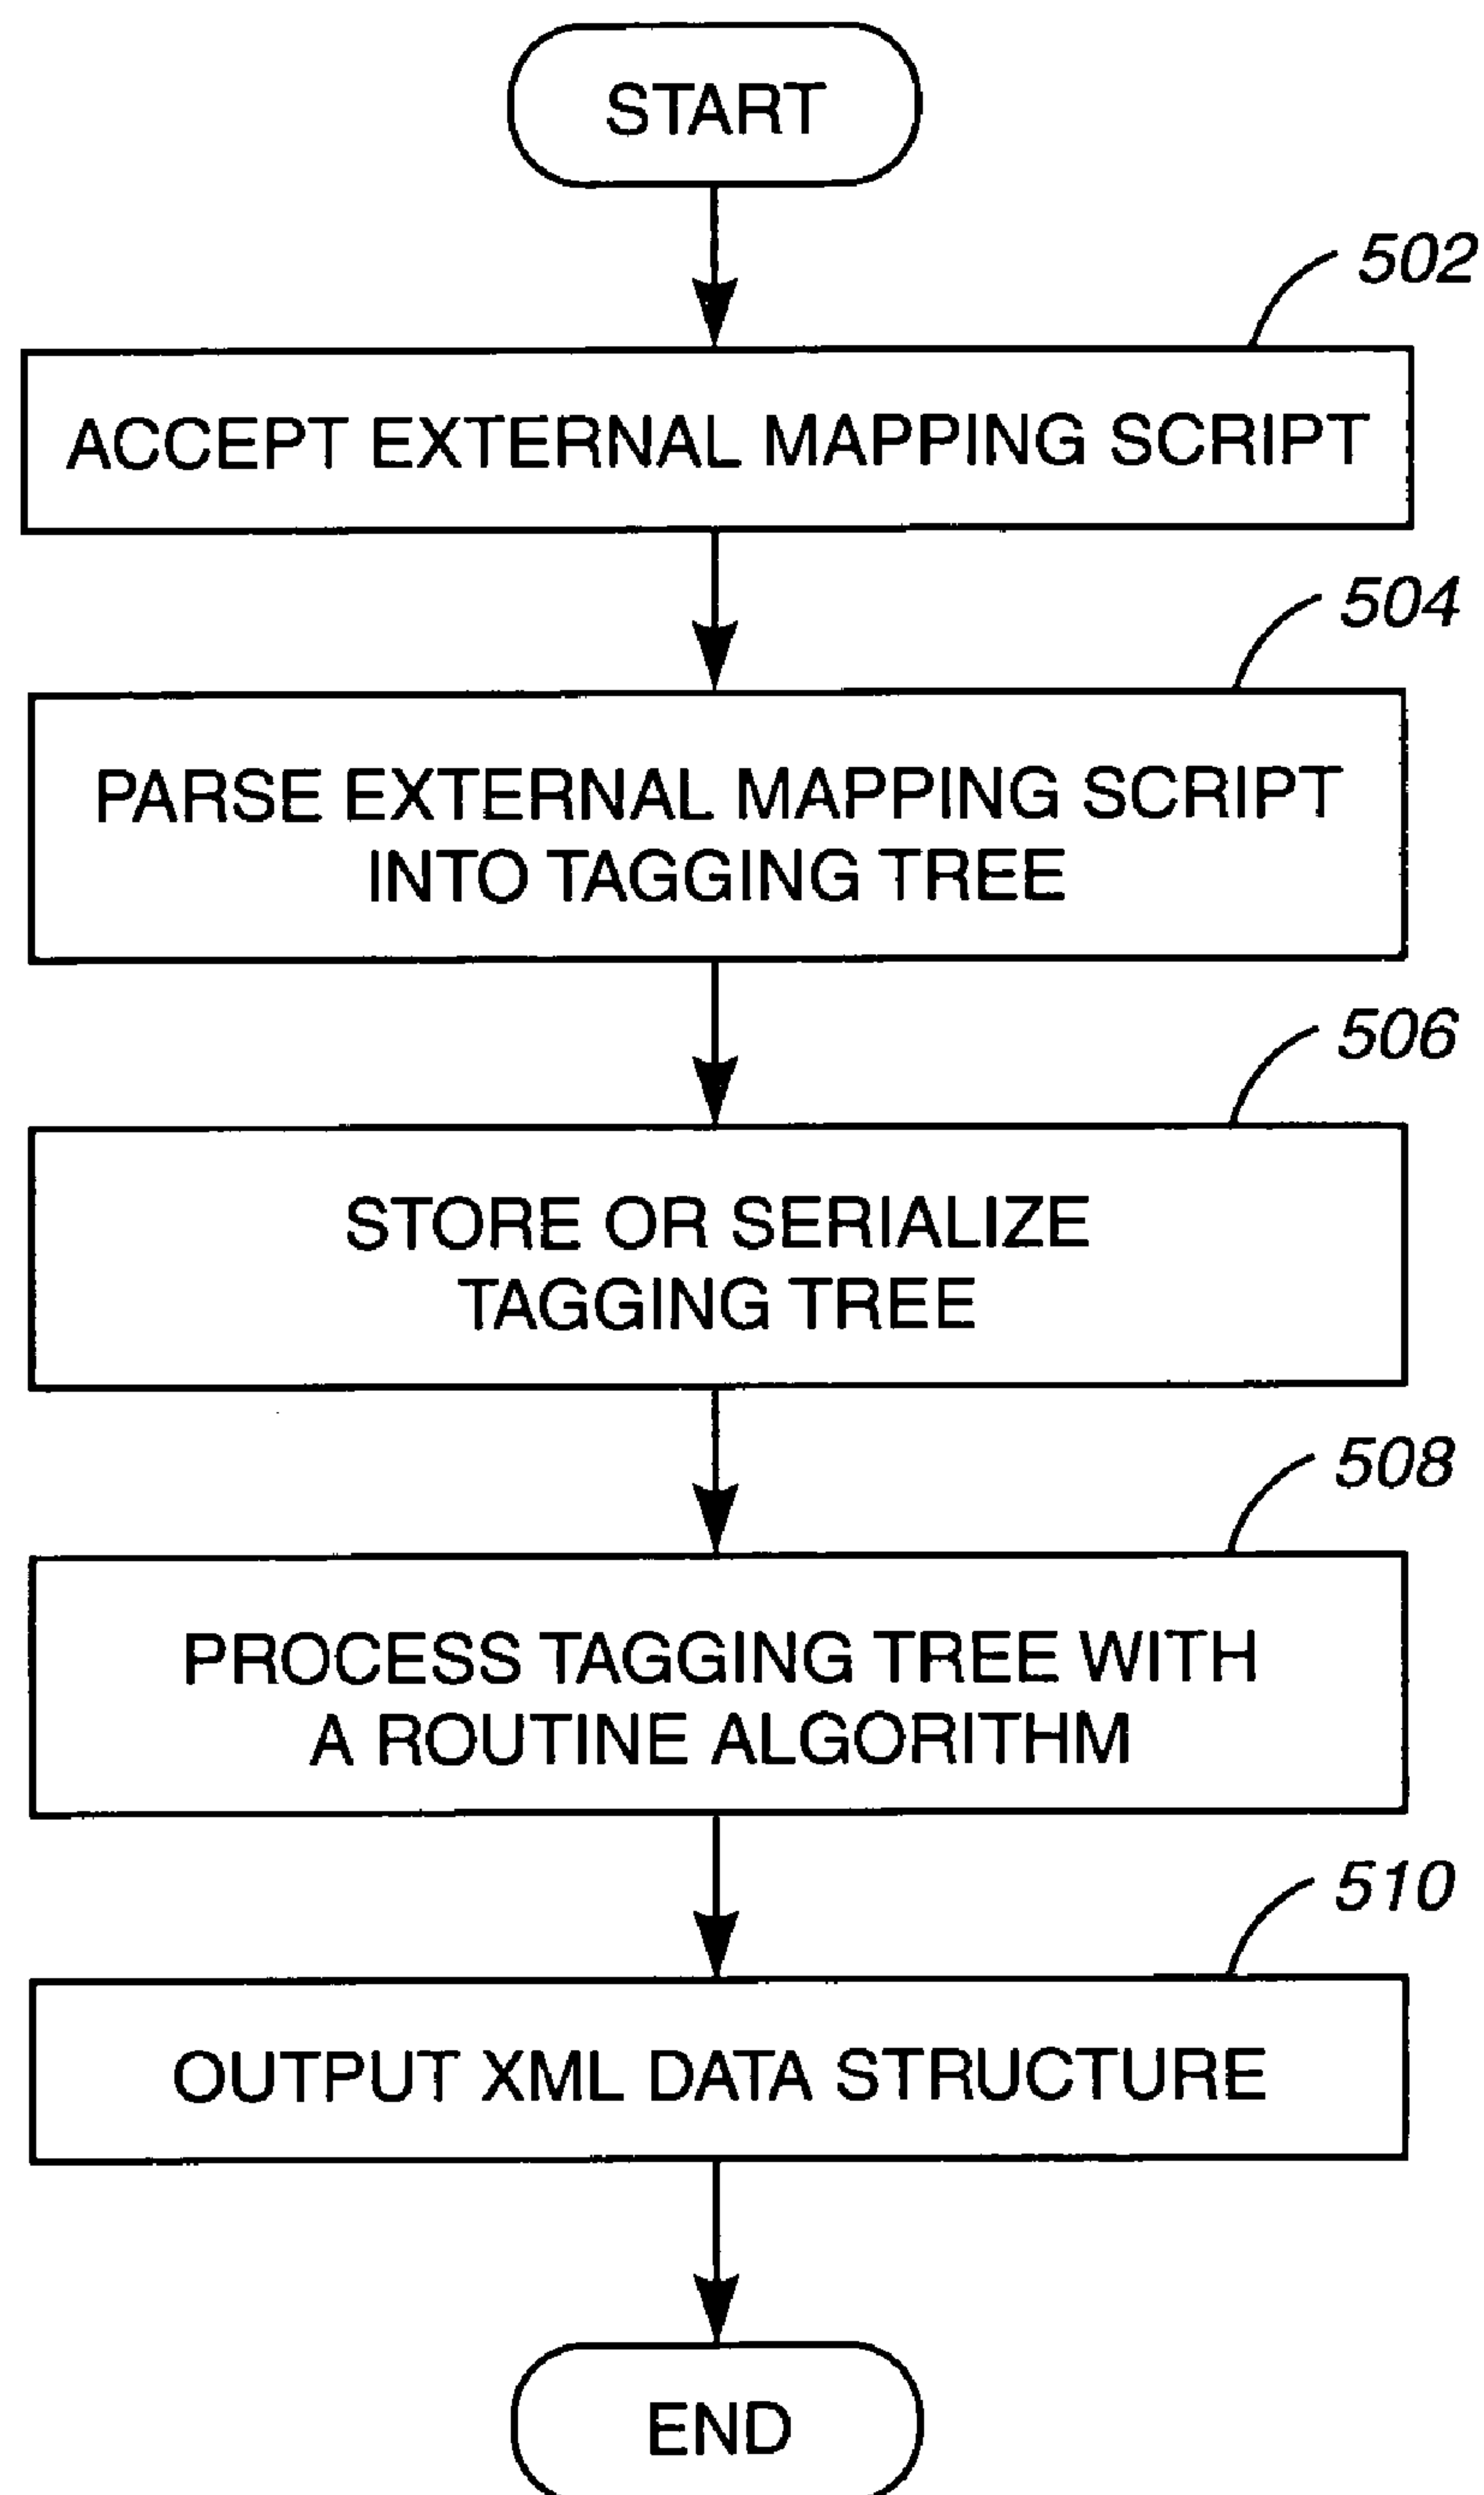 START
502
ACCEPT EXTERNAL MAPPING SCRIPT
504
PARSE EXTERNAL MAPPING SCRIPT
INTO TAGGING TREE
506
STORE OR SERIALIZE
TAGGING TREE
508
PROCESS TAGGING TREE WITH
A ROUTINE ALGORITHM
510
OUTPUT XML DATA STRUCTURE
END